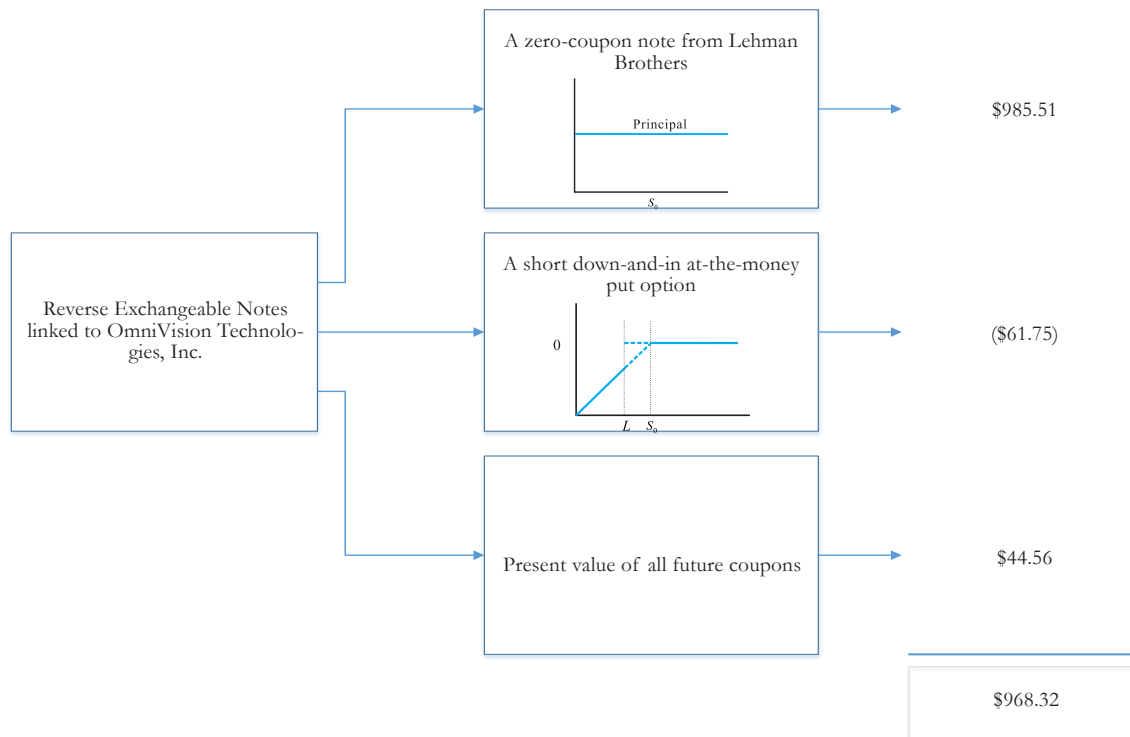 A zero-coupon note from Lehman
Brothers
Principal
S₀
$985.51
Reverse Exchangeable Notes
linked to OmniVision Technolo-
gies, Inc.
A short down-and-in at-the-money
put option
0
L S₀
($61.75)
Present value of all future coupons
$44.56
$968.32